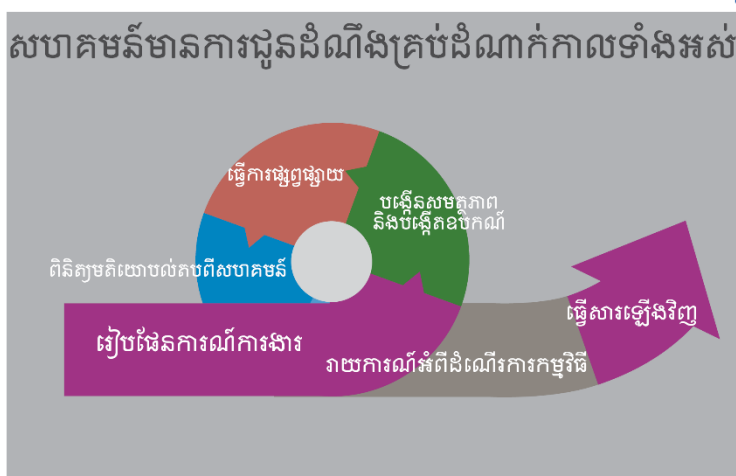 សហគមន៍មានការជូនដំណឹងគ្រប់ដំណាក់កាលទាំងអស់
ធ្វើការផ្សព្វផ្សាយ
បង្កើនសមត្ថភាព
និងបង្កើតឧបករណ៍
ពិនិត្យមតិយោបល់តបពីសហគមន៍
រៀបផែនការណ៍ការងារ
រាយការណ៍អំពីដំណើរការកម្មវិធី
ធ្វើសារឡើងវិញ